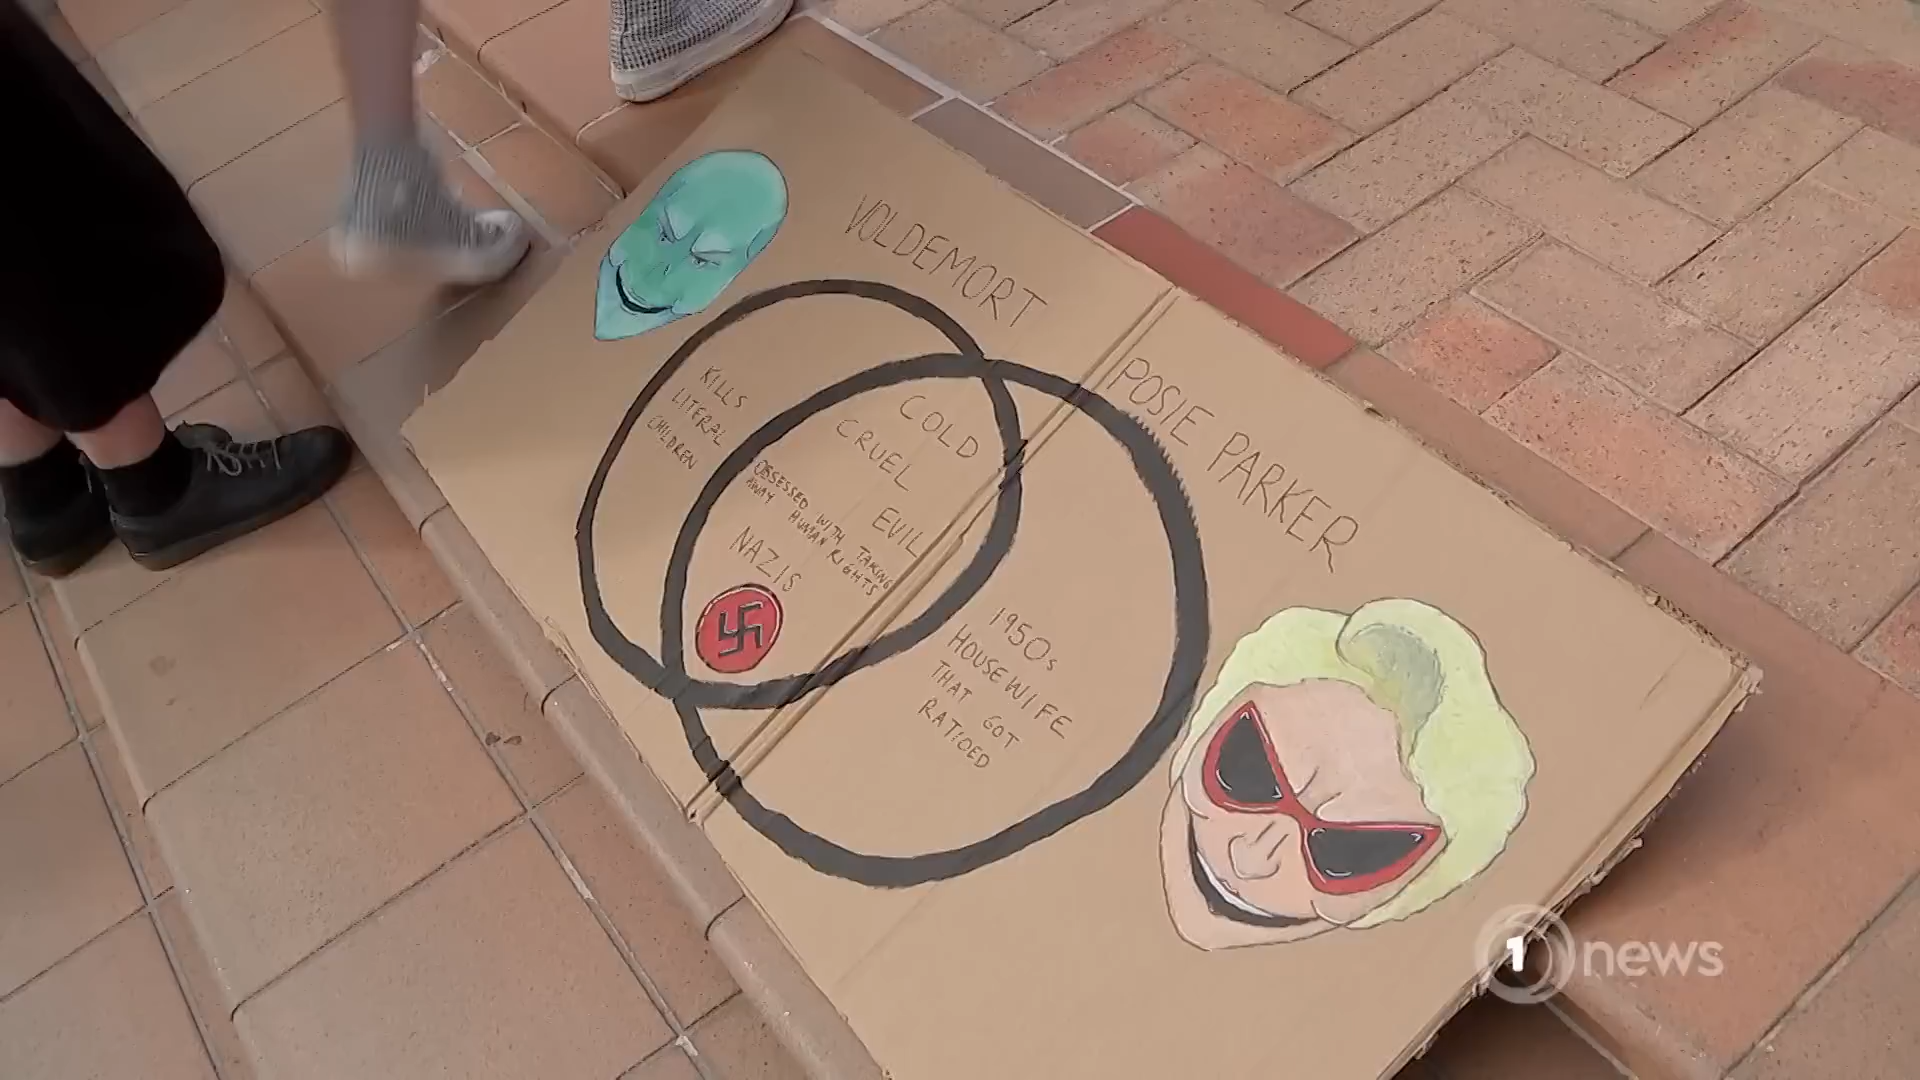 VOLDEMORT
POSIE PARKER
KILLS
LITERAL
CHILDREN
COLD
CRUEL
EVIL
OBSESSED WITH TAKING
AWAY HUMAN RIGHTS
NAZIS
1950s
HOUSEWIFE
THAT GOT
RATIOED
1news